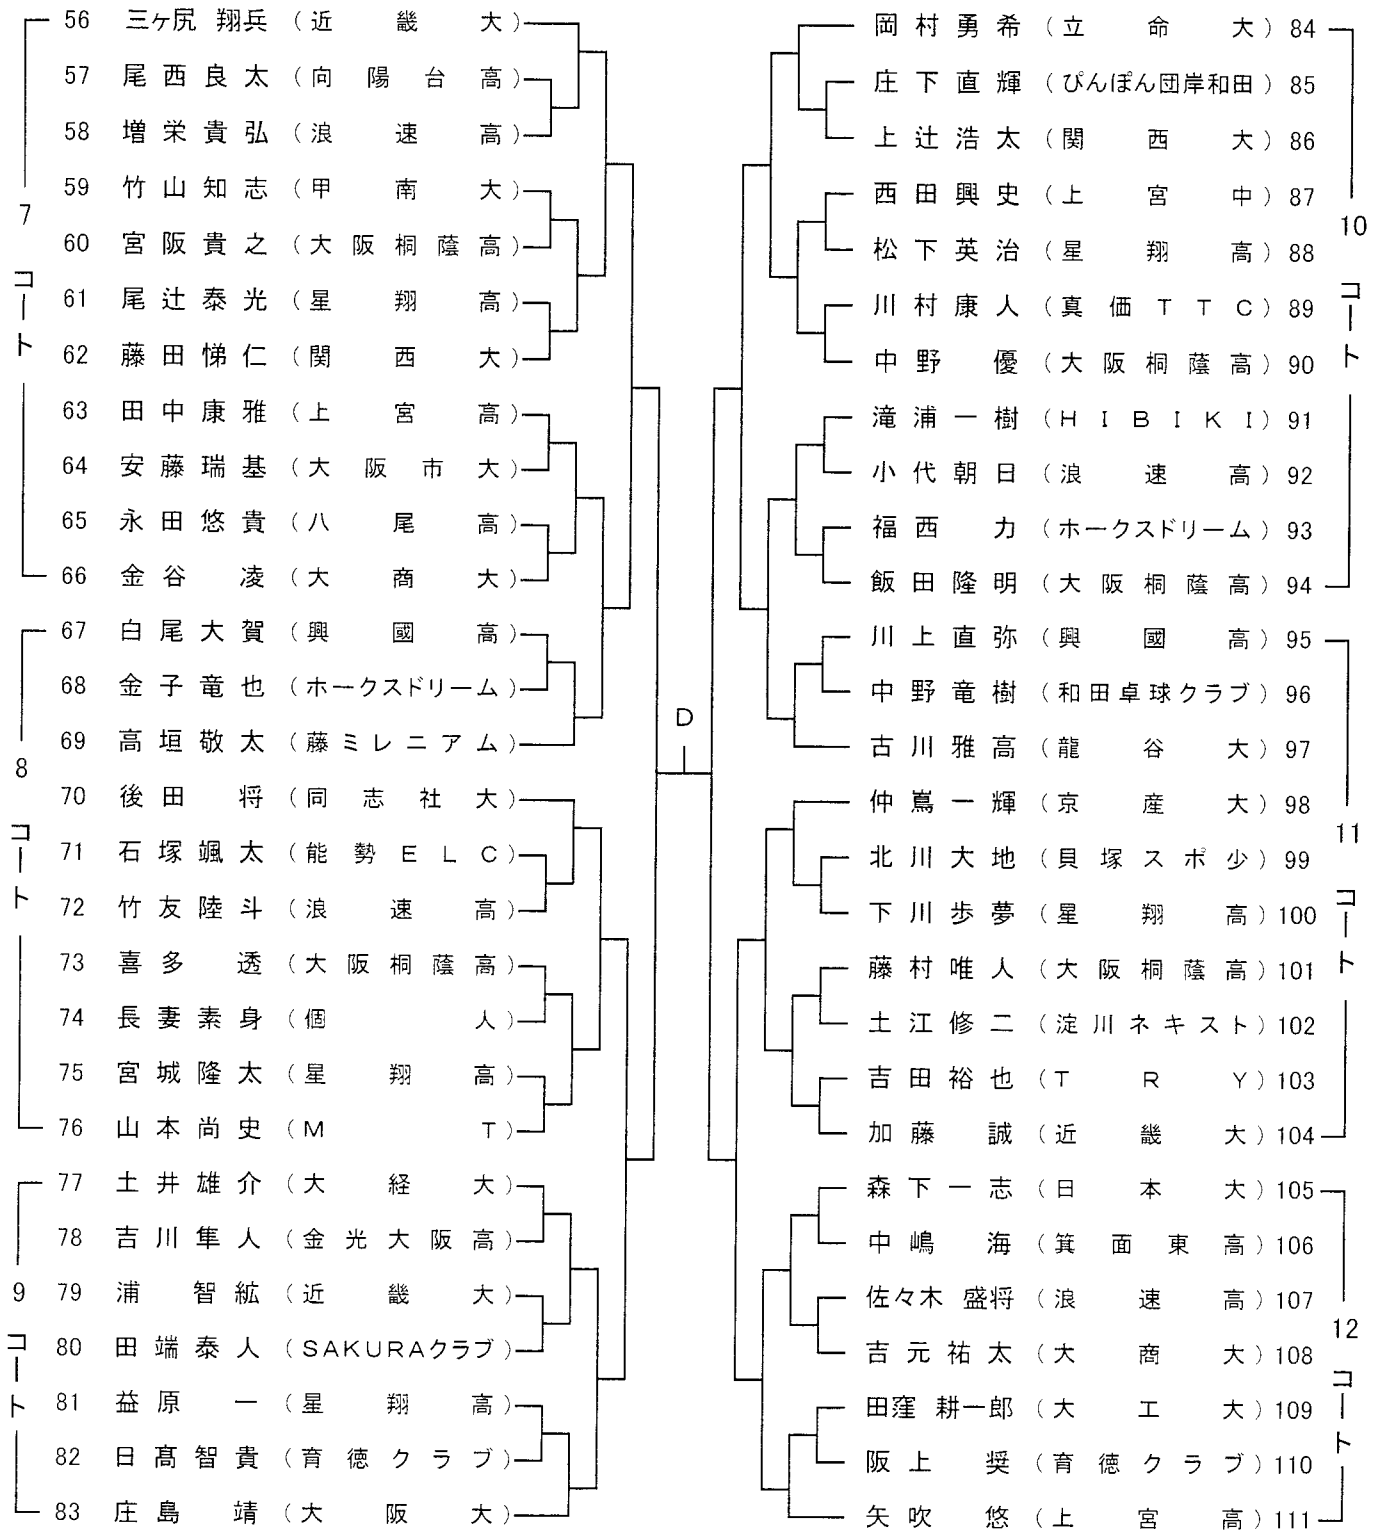 56 三ヶ尻 翔兵 (近畿大)
57 尾西良太 (向陽台高)
58 増栄貴弘 (浪速高)
59 竹山知志 (甲南大)
60 宮阪貴之 (大阪桐蔭高)
61 尾辻泰光 (星翔高)
62 藤田悌仁 (関西大)
63 田中康雅 (上宮高)
64 安藤瑞基 (大阪市大)
65 永田悠貴 (八尾高)
66 金谷 凌 (大商大)
7コート
67 白尾大賀 (興國高)
68 金子竜也 (ホークスドリーム)
69 高垣敬太 (藤ミレニアム)
70 後田 将 (同志社大)
71 石塚颯太 (能勢ELC)
72 竹友陸斗 (浪速高)
73 喜多 透 (大阪桐蔭高)
74 長妻素身 (個人)
75 宮城隆太 (星翔高)
76 山本尚史 (MT)
8コート
77 土井雄介 (大経大)
78 吉川隼人 (金光大阪高)
79 浦 智紘 (近畿大)
80 田端泰人 (SAKURAクラブ)
81 益原 一 (星翔高)
82 日髙智貴 (育徳クラブ)
83 庄島 靖 (大阪大)
9コート
D
岡村勇希 (立命大) 84
庄下直輝 (ぴんぽん団岸和田) 85
上辻浩太 (関西大) 86
西田興史 (上宮中) 87
松下英治 (星翔高) 88
川村康人 (真価TTC) 89
中野 優 (大阪桐蔭高) 90
滝浦一樹 (HIBIKI) 91
小代朝日 (浪速高) 92
福西 力 (ホークスドリーム) 93
飯田隆明 (大阪桐蔭高) 94
10コート
川上直弥 (興國高) 95
中野竜樹 (和田卓球クラブ) 96
古川雅高 (龍谷大) 97
仲嶌一輝 (京産大) 98
北川大地 (貝塚スポ少) 99
下川歩夢 (星翔高) 100
藤村唯人 (大阪桐蔭高) 101
土江修二 (淀川ネキスト) 102
吉田裕也 (TRY) 103
加藤 誠 (近畿大) 104
11コート
森下一志 (日本大) 105
中嶋 海 (箕面東高) 106
佐々木 盛将 (浪速高) 107
吉元祐太 (大商大) 108
田窪 耕一郎 (大工大) 109
阪上 奨 (育徳クラブ) 110
矢吹 悠 (上宮高) 111
12コート